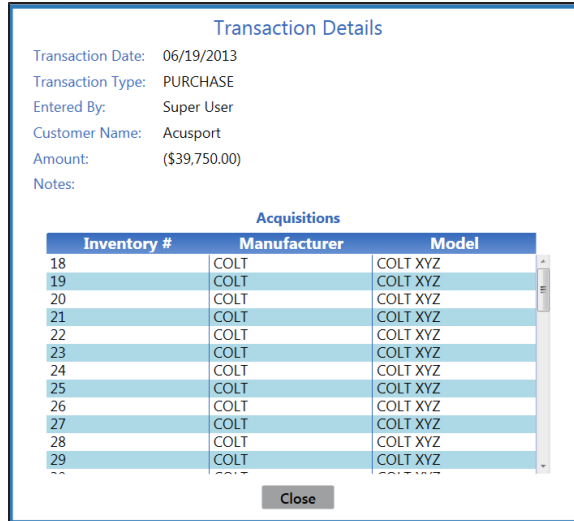 Transaction Details
Transaction Date: 06/19/2013
Transaction Type: PURCHASE
Entered By: Super User
Customer Name: Acusport
Amount: ($39,750.00)
Notes:
Acquisitions
Inventory # Manufacturer Model
18 COLT COLT XYZ
19 COLT COLT XYZ
20 COLT COLT XYZ
21 COLT COLT XYZ
22 COLT COLT XYZ
23 COLT COLT XYZ
24 COLT COLT XYZ
25 COLT COLT XYZ
26 COLT COLT XYZ
27 COLT COLT XYZ
28 COLT COLT XYZ
29 COLT COLT XYZ
Close